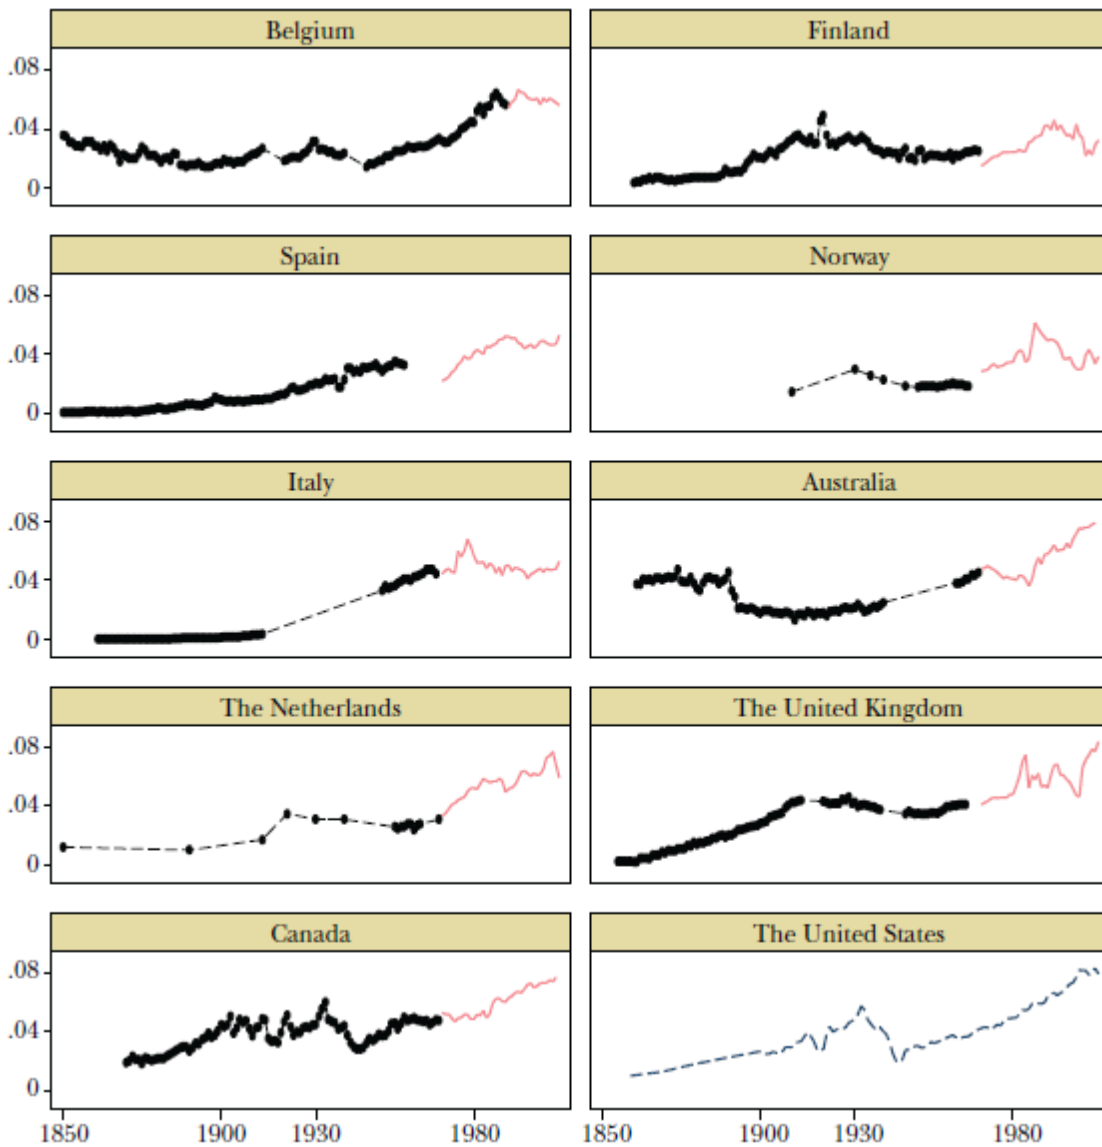 Belgium
Finland
.08
.04
0
Spain
Norway
.08
.04
0
Italy
Australia
.08
.04
0
The Netherlands
The United Kingdom
.08
.04
0
Canada
The United States
.08
.04
0
1850 1900 1930 1980
1850 1900 1930 1980